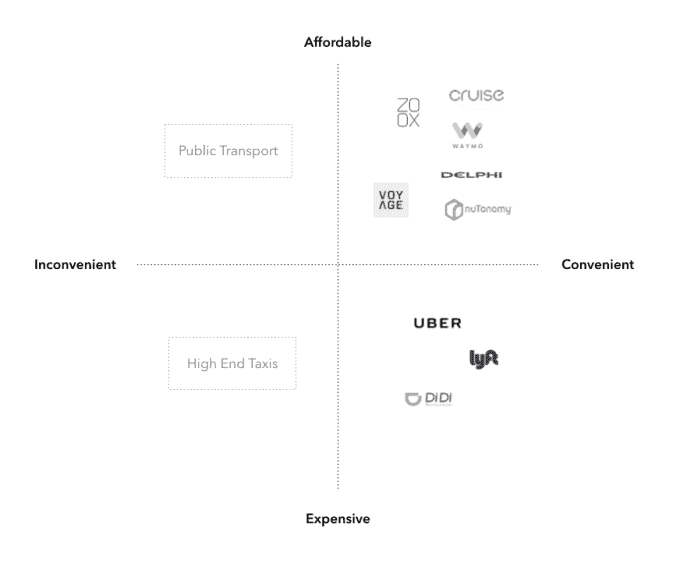 Affordable
ZO
OX
cruise
WAYMO
Public Transport
DELPHI
VOY
AGE
nuTonomy
Inconvenient
Convenient
UBER
lyft
High End Taxis
DiDi
Expensive